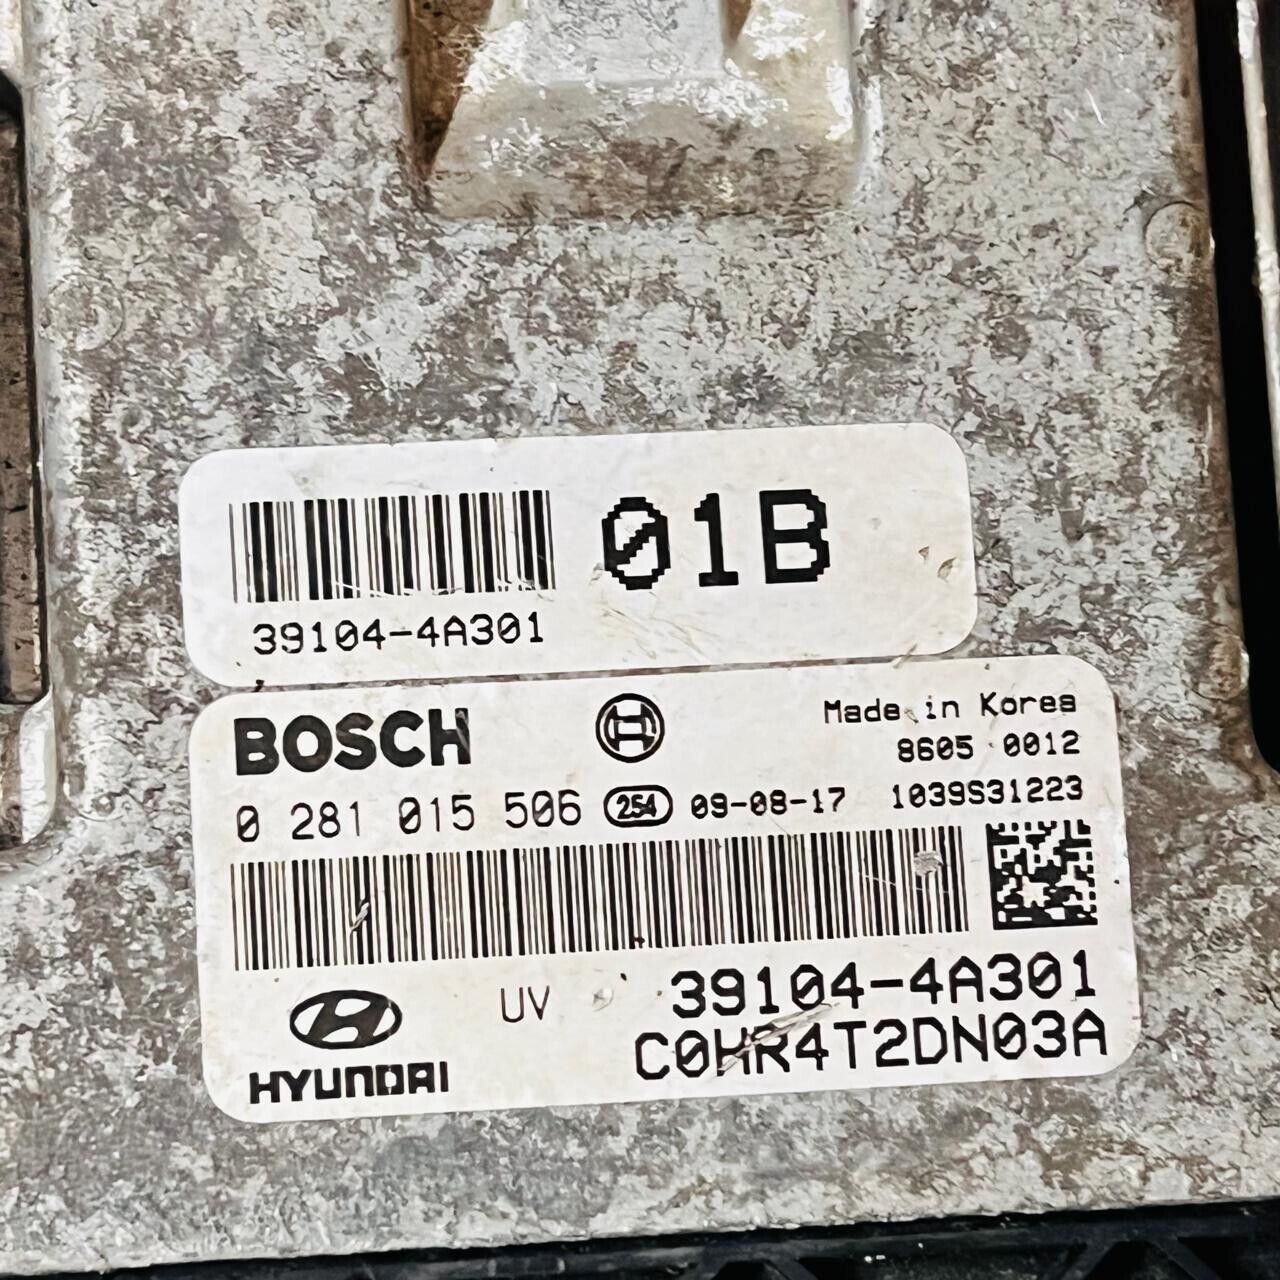 01B
39104-4A301
BOSCH
Made in Korea
8605 0012
0 281 015 506 254 09-08-17 1039S31223
UV
39104-4A301
C0HR4T2DN03A
HYUNDAI